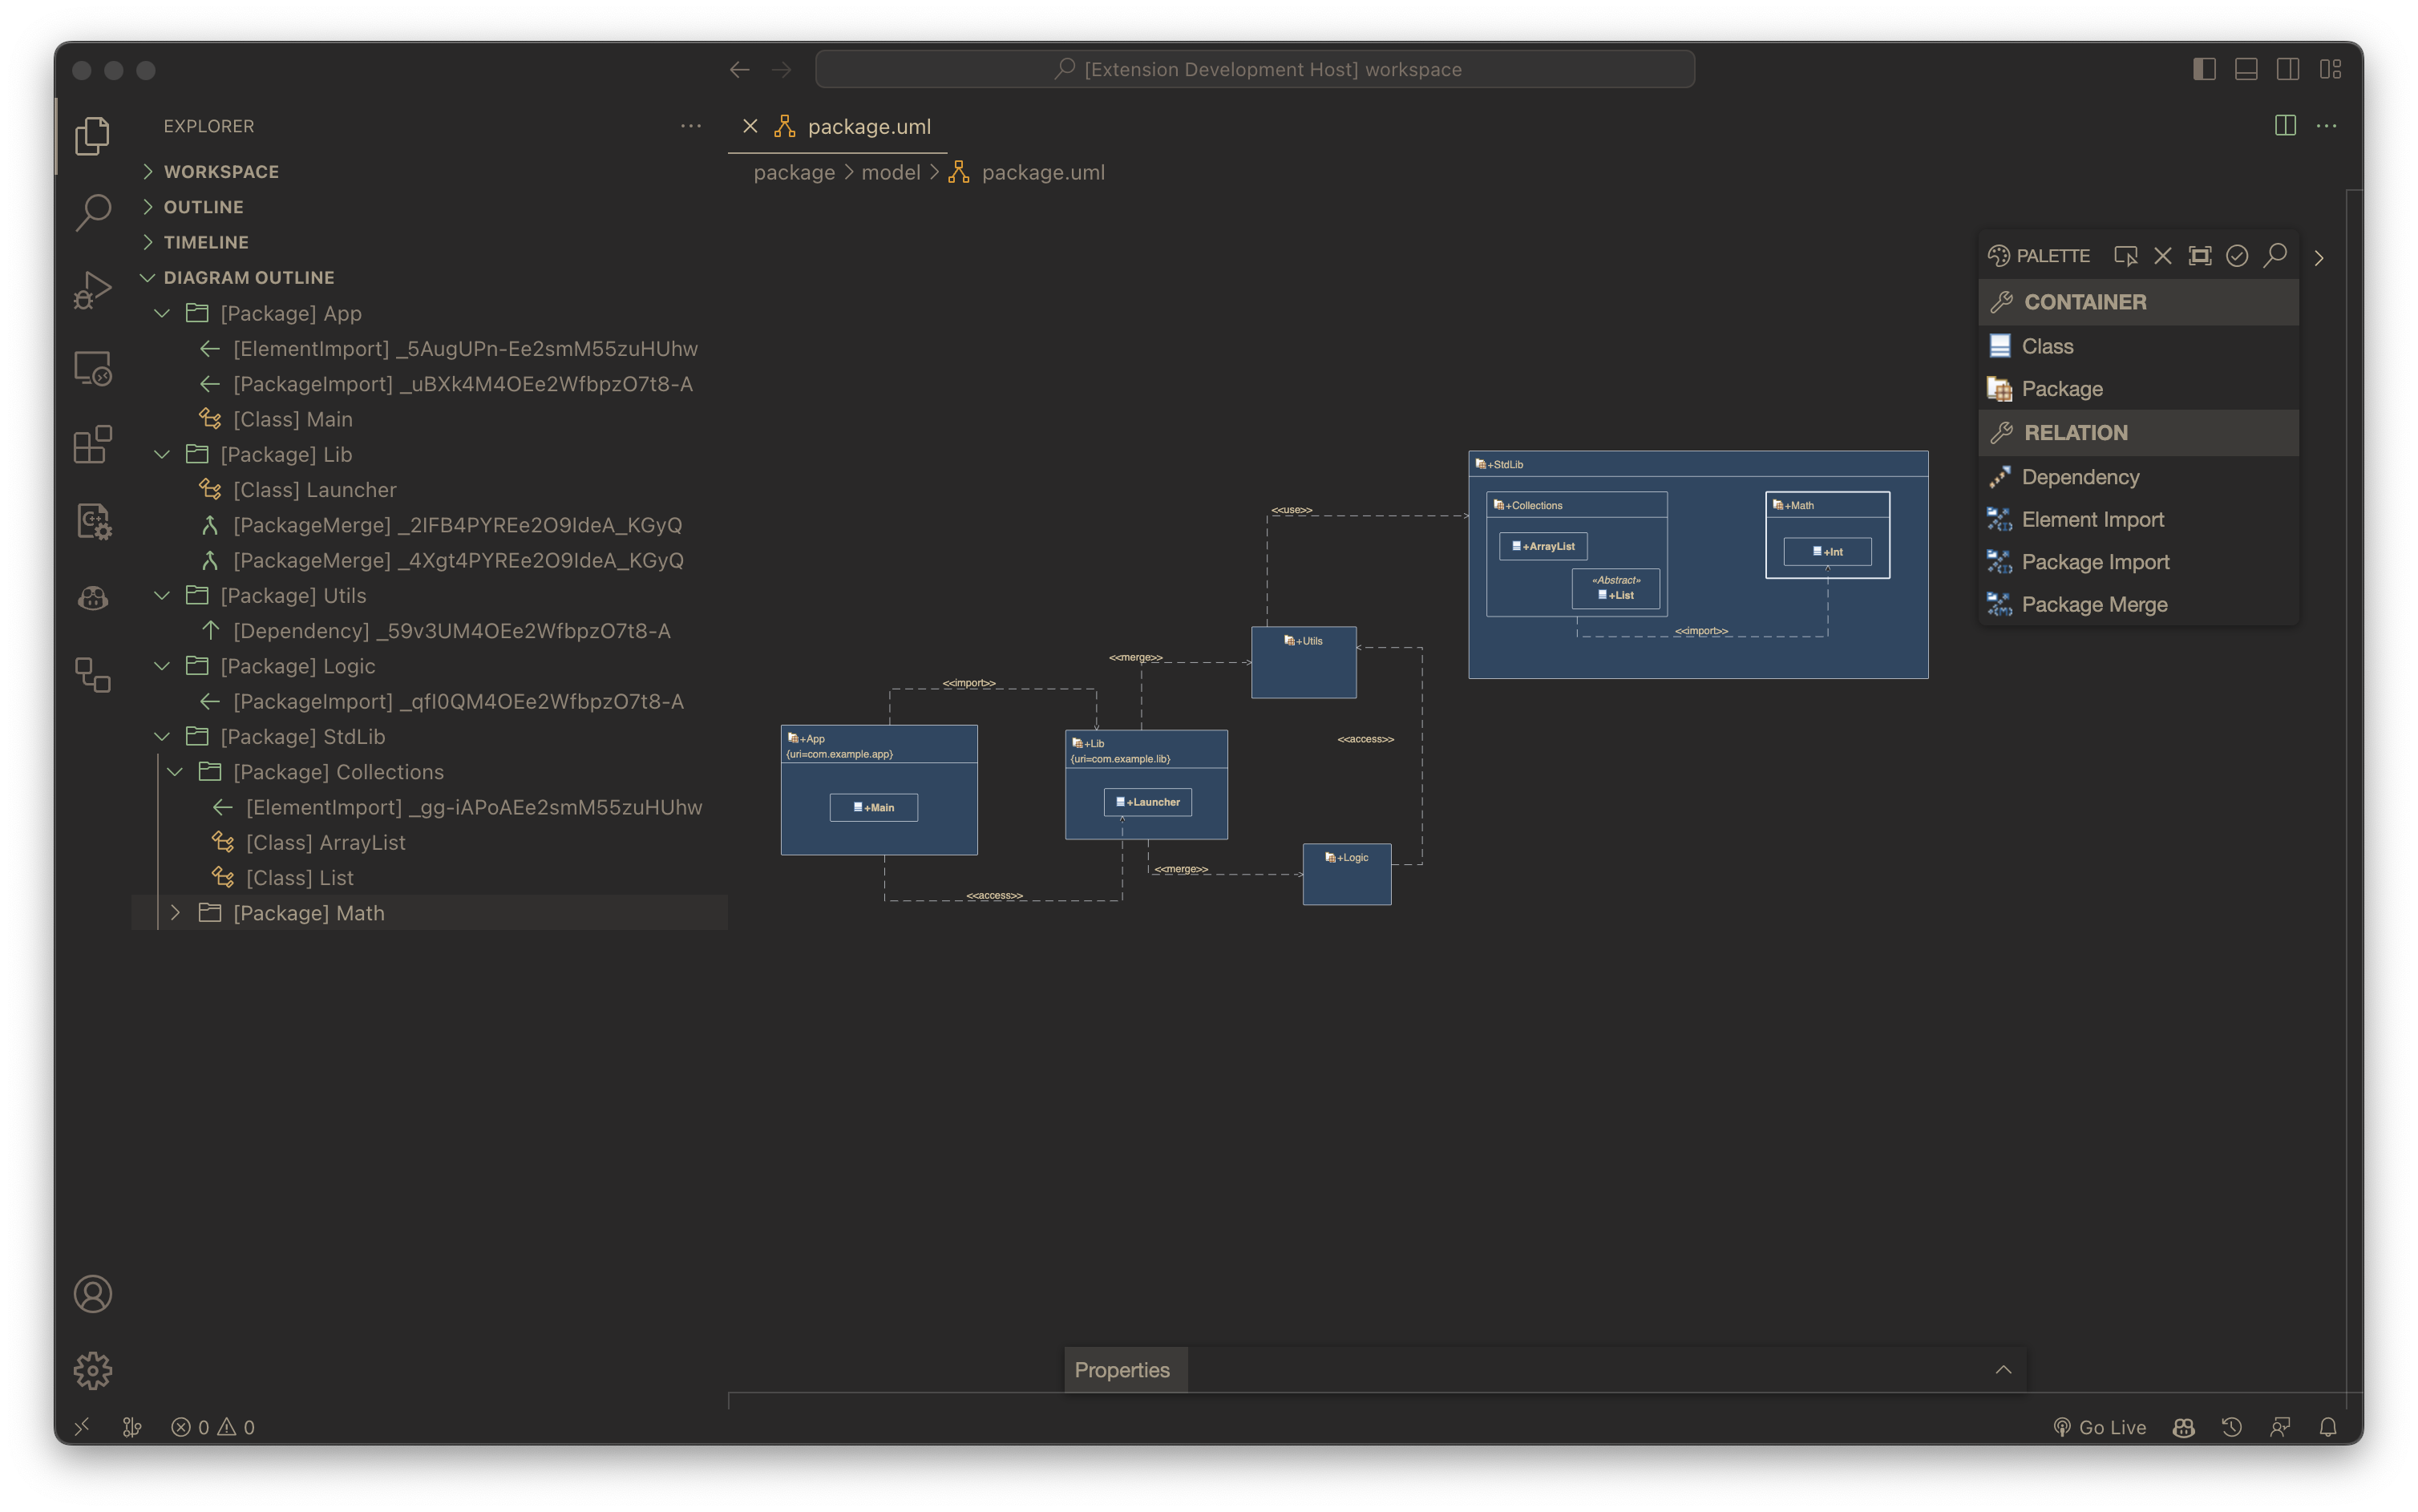 [Extension Development Host] workspace
EXPLORER
WORKSPACE
OUTLINE
TIMELINE
DIAGRAM OUTLINE
[Package] App
[ElementImport] _5AugUPn-Ee2smM55zuHUhw
[PackageImport] _uBXk4M4OEe2WfbpzO7t8-A
[Class] Main
[Package] Lib
[Class] Launcher
[PackageMerge] _2IFB4PYREe2O9IdeA_KGyQ
[PackageMerge] _4Xgt4PYREe2O9IdeA_KGyQ
[Package] Utils
[Dependency] _59v3UM4OEe2WfbpzO7t8-A
[Package] Logic
[PackageImport] _qfI0QM4OEe2WfbpzO7t8-A
[Package] StdLib
[Package] Collections
[ElementImport] _gg-iAPoAEe2smM55zuHUhw
[Class] ArrayList
[Class] List
[Package] Math
package.uml
package > model > package.uml
+StdLib
+Collections
+ArrayList
«Abstract»
+List
+Math
+Int
<<import>>
<<use>>
+Utils
<<merge>>
<<import>>
+App
{uri=com.example.app}
+Main
+Lib
{uri=com.example.lib}
+Launcher
<<access>>
<<merge>>
+Logic
<<access>>
PALETTE
CONTAINER
Class
Package
RELATION
Dependency
Element Import
Package Import
Package Merge
Properties
0 0
Go Live